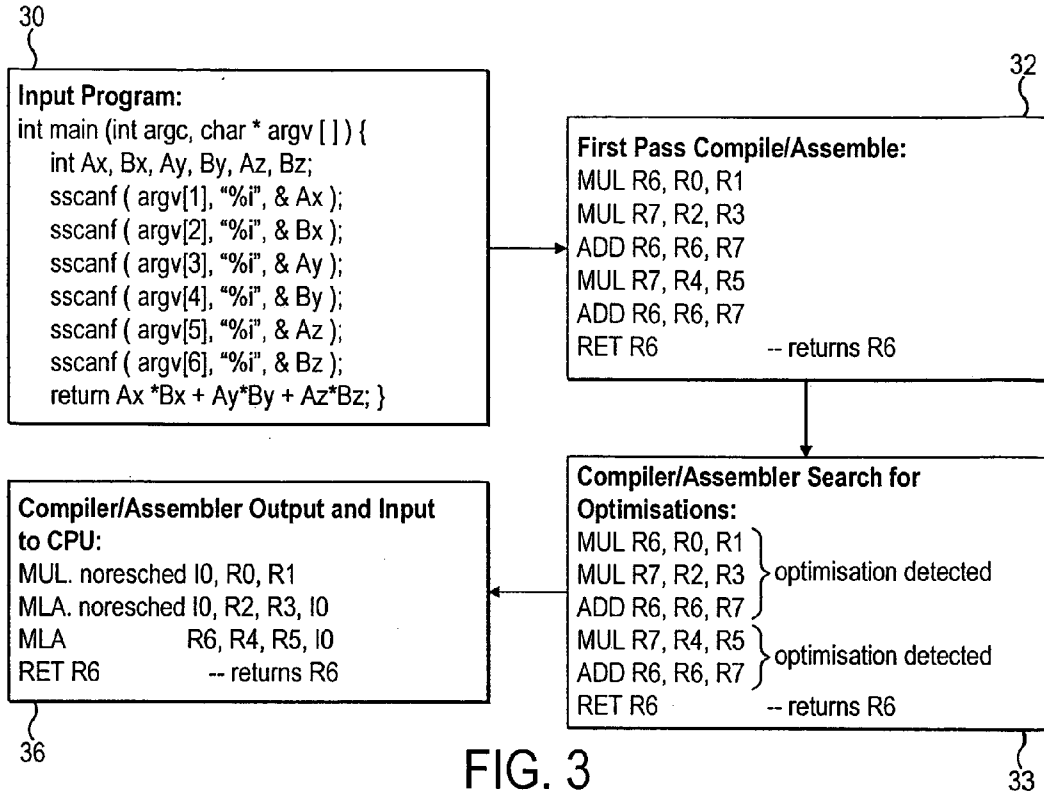 30
Input Program:
int main (int argc, char * argv [ ] ) {
int Ax, Bx, Ay, By, Az, Bz;
sscanf ( argv[1], “%i”, & Ax );
sscanf ( argv[2], “%i”, & Bx );
sscanf ( argv[3], “%i”, & Ay );
sscanf ( argv[4], “%i”, & By );
sscanf ( argv[5], “%i”, & Az );
sscanf ( argv[6], “%i”, & Bz );
return Ax *Bx + Ay*By + Az*Bz; }
32
First Pass Compile/Assemble:
MUL R6, R0, R1
MUL R7, R2, R3
ADD R6, R6, R7
MUL R7, R4, R5
ADD R6, R6, R7
RET R6 -- returns R6
Compiler/Assembler Search for
Optimisations:
MUL R6, R0, R1
MUL R7, R2, R3 optimisation detected
ADD R6, R6, R7
MUL R7, R4, R5
optimisation detected
ADD R6, R6, R7
RET R6 -- returns R6
33
Compiler/Assembler Output and Input
to CPU:
MUL. noresched I0, R0, R1
MLA. noresched I0, R2, R3, I0
MLA R6, R4, R5, I0
RET R6 -- returns R6
36
FIG. 3